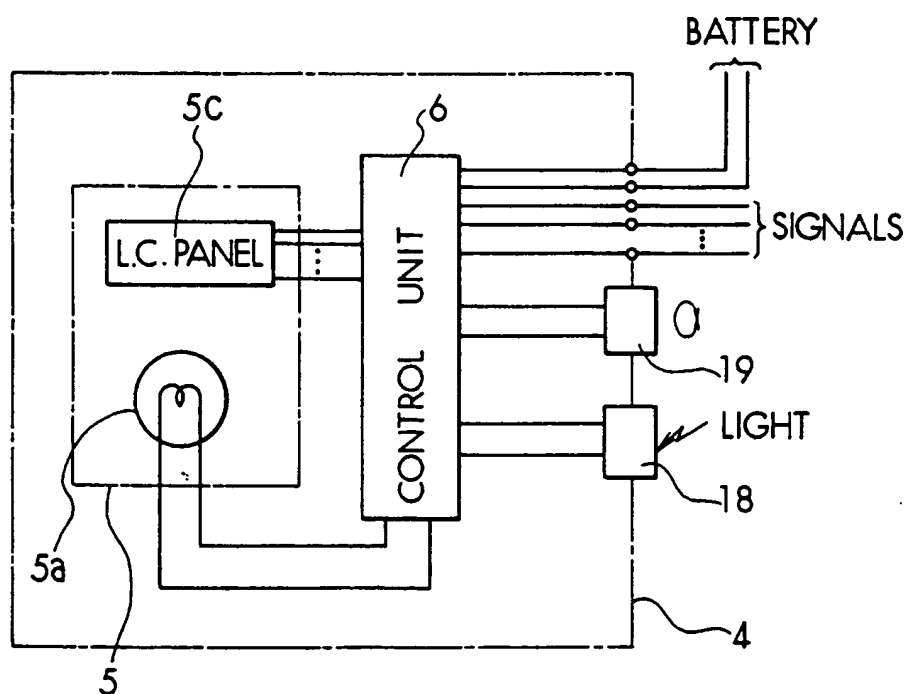 BATTERY
5c
6
L.C. PANEL
CONTROL UNIT
SIGNALS
19
LIGHT
18
5a
5
4